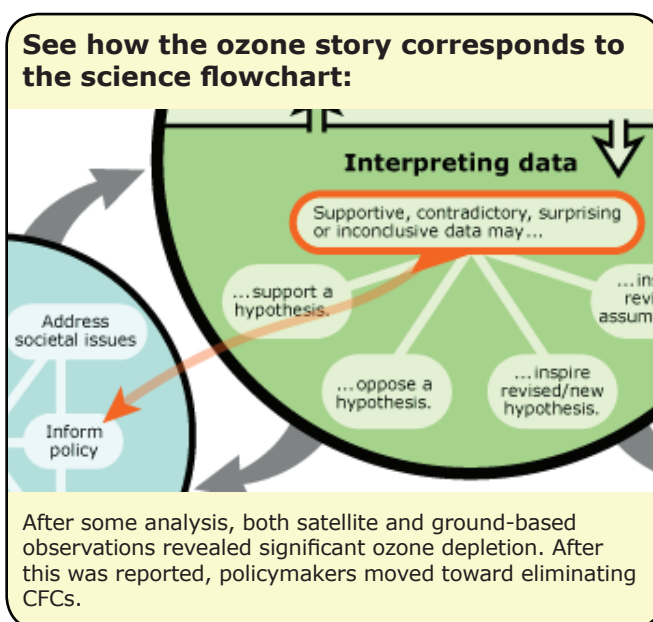 See how the ozone story corresponds to
the science flowchart:
Interpreting data
Supportive, contradictory, surprising
or inconclusive data may...
...support a
hypothesis.
...oppose a
hypothesis.
...inspire
revised/new
hypothesis.
Address
societal issues
Inform
policy
After some analysis, both satellite and ground-based
observations revealed significant ozone depletion. After
this was reported, policymakers moved toward eliminating
CFCs.